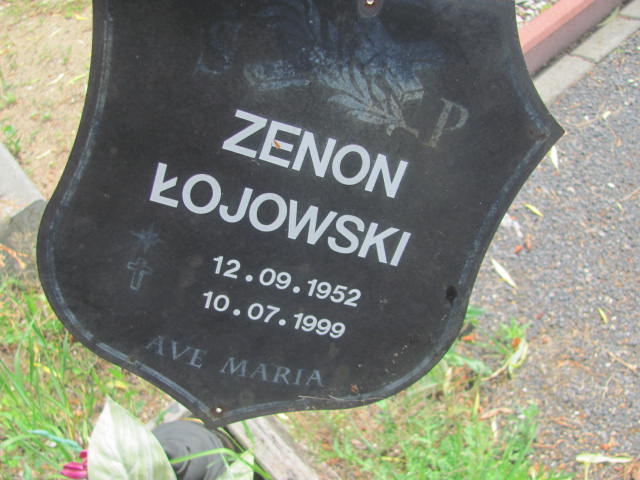 S P
ZENON
ŁOJOWSKI
12.09.1952
10.07.1999
AVE MARIA